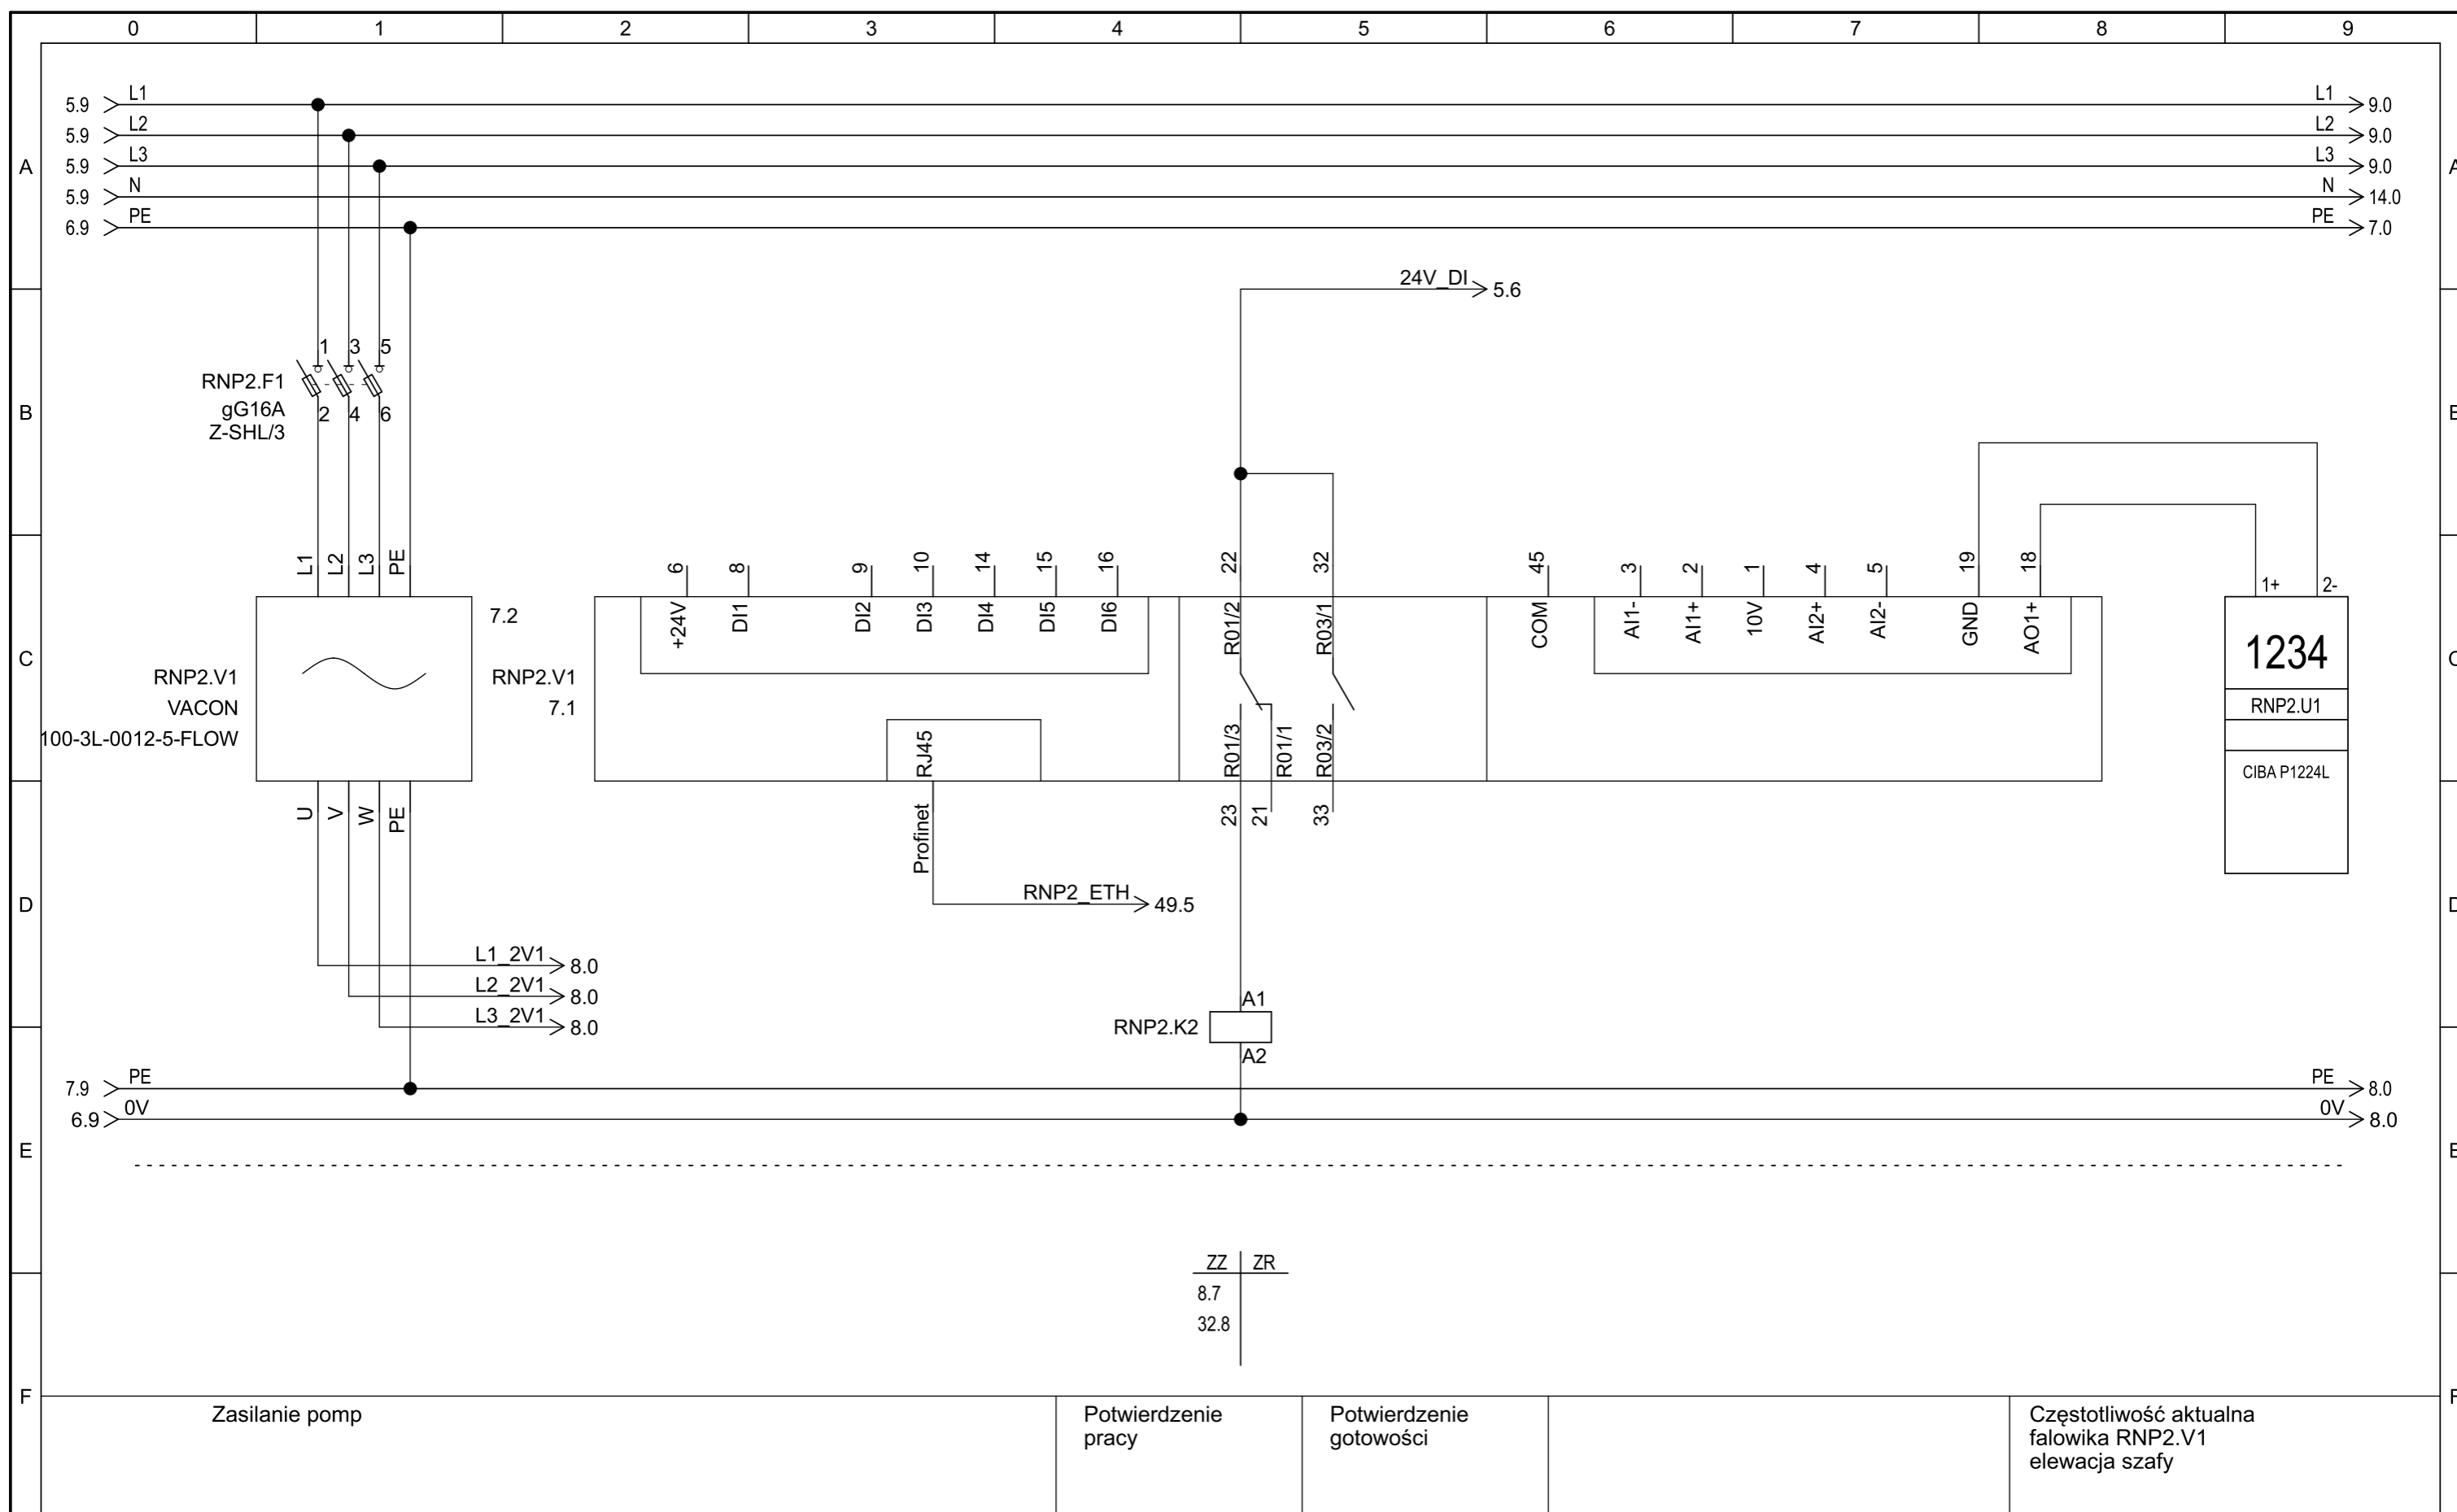 0 1 2 3 4 5 6 7 8 9
5.9 L1 L1 9.0
5.9 L2 L2 9.0
A 5.9 L3 L3 9.0
5.9 N N 14.0
6.9 PE PE 7.0
24V_DI 5.6
1 3 5
RNP2.F1
B gG16A 2 4 6
Z-SHL/3
L1 L2 L3 PE 6 8 9 10 14 15 16 22 32 45 3 2 1 4 5 19 18 1+ 2-
7.2 +24V DI1 DI2 DI3 DI4 DI5 DI6 R01/2 R03/1 COM AI1- AI1+ 10V AI2+ AI2- GND AO1+
C 1234
RNP2.V1 RNP2.V1
VACON 7.1 RNP2.U1
100-3L-0012-5-FLOW RJ45 R01/3 R01/1 R03/2
CIBA P1224L
U V W PE Profinet 23 21 33
D RNP2_ETH 49.5
L1_2V1 8.0
L2_2V1 8.0
L3_2V1 8.0
A1
RNP2.K2
A2
7.9 PE PE 8.0
6.9 0V 0V 8.0
E
ZZ ZR
8.7
32.8
F
Zasilanie pomp
Potwierdzenie
pracy
Potwierdzenie
gotowości
Częstotliwość aktualna
falowika RNP2.V1
elewacja szafy